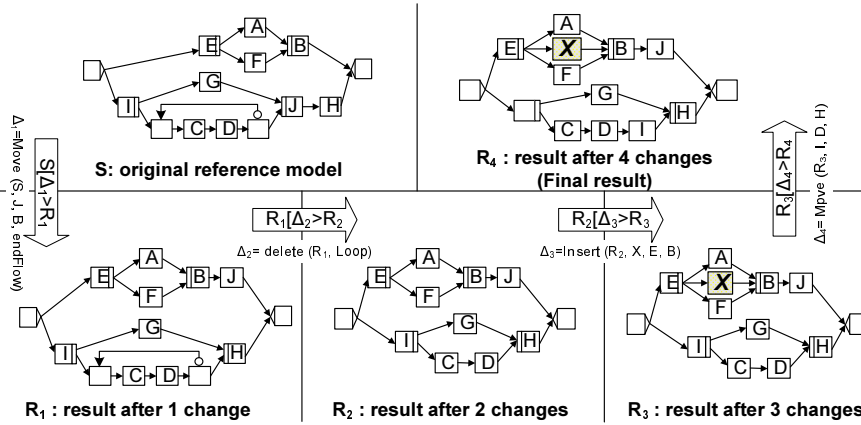 A
E
B
F
G
I
J
H
C
D
S: original reference model
A
E
X
B
J
F
G
H
C
D
I
R4 : result after 4 changes
(Final result)
Δ1=Move (S, J, B, endFlow)
S[Δ1>R1
R1[Δ2>R2
Δ2= delete (R1, Loop)
R2[Δ3>R3
Δ3=Insert (R2, X, E, B)
R3[Δ4>R4
Δ4= Mpve (R3, I, D, H)
A
E
B
J
F
G
I
H
C
D
R1 : result after 1 change
A
E
B
J
F
G
I
H
C
D
R2 : result after 2 changes
A
E
X
B
J
F
G
I
H
C
D
R3 : result after 3 changes